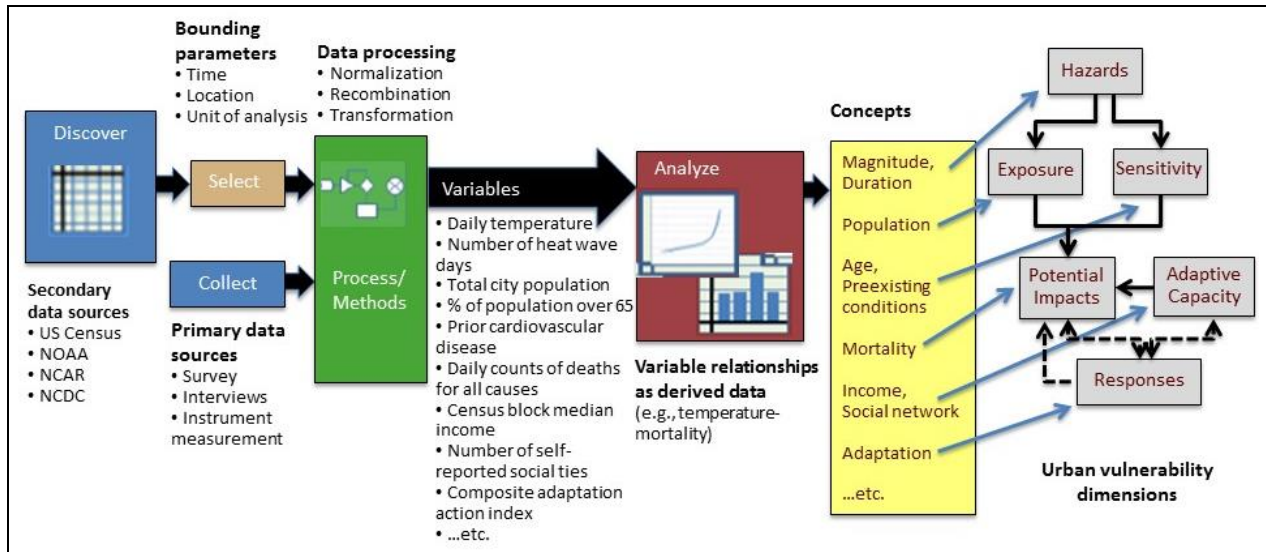 Discover
Secondary
data sources
• US Census
• NOAA
• NCAR
• NCDC
Bounding
parameters
• Time
• Location
• Unit of analysis
Select
Collect
Primary data
sources
• Survey
• Interviews
• Instrument
measurement
Data processing
• Normalization
• Recombination
• Transformation
Process/
Methods
Variables
• Daily temperature
• Number of heat wave
days
• Total city population
• % of population over 65
• Prior cardiovascular
disease
• Daily counts of deaths
for all causes
• Census block median
income
• Number of self-
reported social ties
• Composite adaptation
action index
• ...etc.
Analyze
Variable relationships
as derived data
(e.g., temperature-
mortality)
Concepts
Magnitude,
Duration
Population
Age,
Preexisting
conditions
Mortality
Income,
Social network
Adaptation
...etc.
Hazards
Exposure
Sensitivity
Potential
Impacts
Adaptive
Capacity
Responses
Urban vulnerability
dimensions